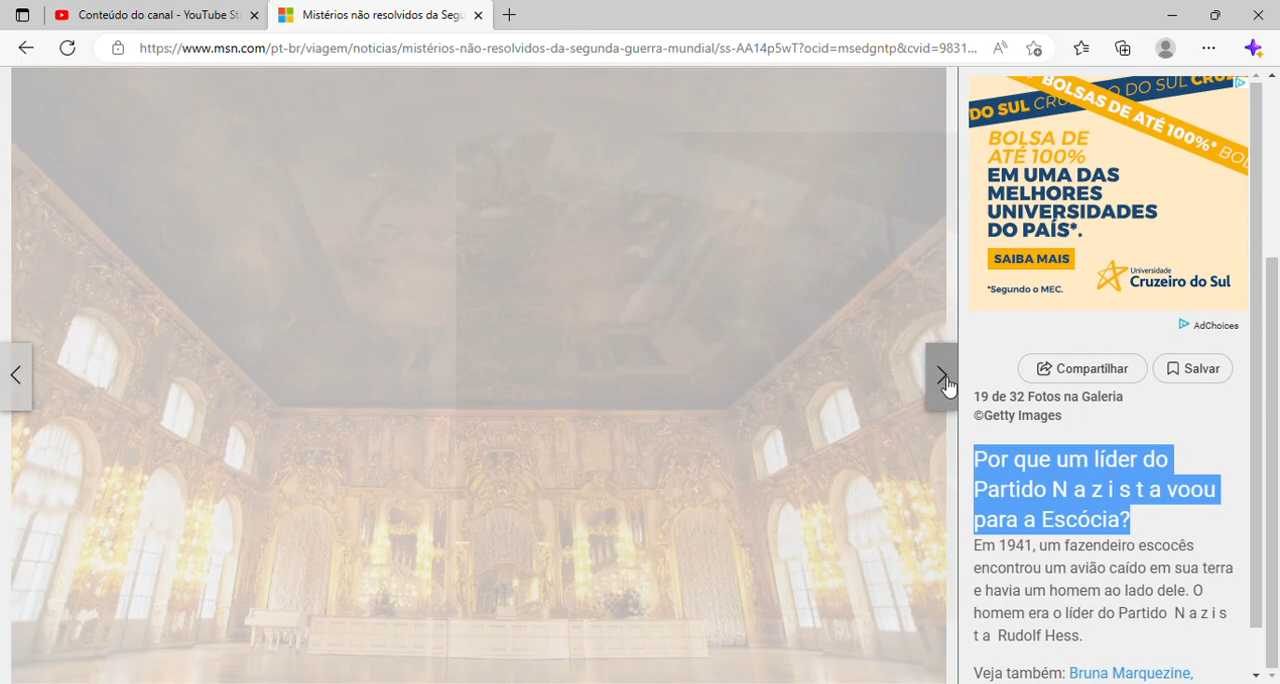 Conteúdo do canal - YouTube St
Mistérios não resolvidos da Segu
https://www.msn.com/pt-br/viagem/noticias/mistérios-não-resolvidos-da-segunda-guerra-mundial/ss-AA14p5wT?ocid=msedgntp&cvid=9831...
DO SUL CRU
DO SUL CRUZ
BOLSAS DE ATÉ 100%*
BOL
BOLSA DE
ATÉ 100%
EM UMA DAS
MELHORES
UNIVERSIDADES
DO PAÍS*.
SAIBA MAIS
*Segundo o MEC.
Universidade
Cruzeiro do Sul
AdChoices
Compartilhar
Salvar
19 de 32 Fotos na Galeria
©Getty Images
Por que um líder do
Partido N a z i s t a voou
para a Escócia?
Em 1941, um fazendeiro escocês
encontrou um avião caído em sua terra
e havia um homem ao lado dele. O
homem era o líder do Partido N a z i s
t a Rudolf Hess.
Veja também: Bruna Marquezine,